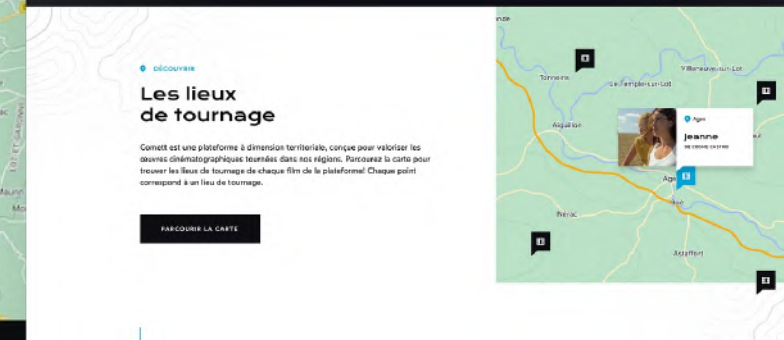 DÉCOUVRIR
Les lieux
de tournage
Comett est une plateforme à dimension territoriale, conçue pour valoriser les
œuvres cinématographiques tournées dans nos régions. Parcourez la carte pour
trouver les lieux de tournage de chaque film de la plateforme! Chaque point
correspond à un lieu de tournage.
PARCOURIR LA CARTE
Tonneins
Villeneuve-sur-Lot
Le Temple-sur-Lot
Aiguillon
Agen
Jeanne
Nérac
Astaffort
LOT-ET-GARONNE